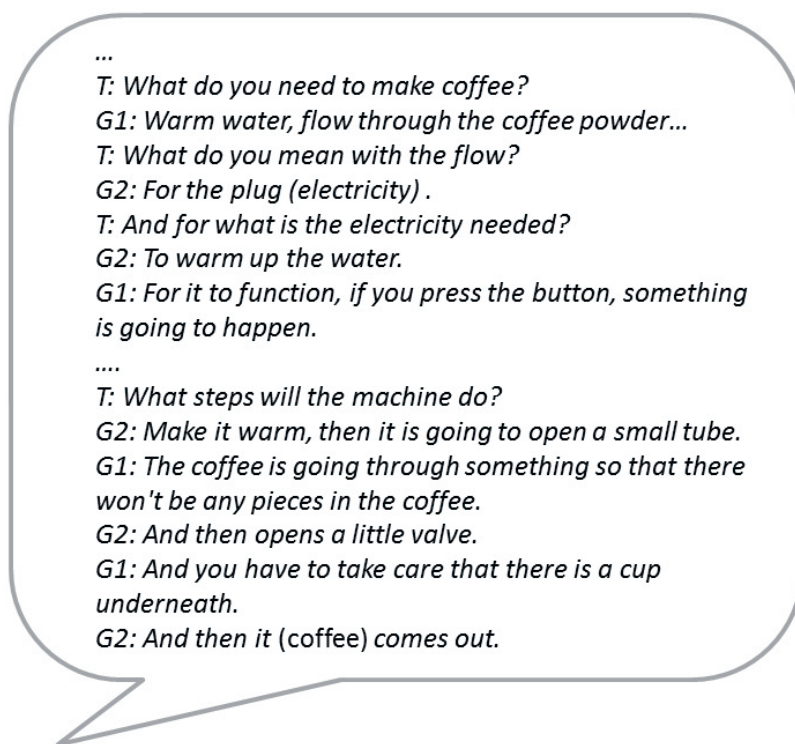 ...
T: What do you need to make coffee?
G1: Warm water, flow through the coffee powder...
T: What do you mean with the flow?
G2: For the plug (electricity) .
T: And for what is the electricity needed?
G2: To warm up the water.
G1: For it to function, if you press the button, something
is going to happen.
....
T: What steps will the machine do?
G2: Make it warm, then it is going to open a small tube.
G1: The coffee is going through something so that there
won't be any pieces in the coffee.
G2: And then opens a little valve.
G1: And you have to take care that there is a cup
underneath.
G2: And then it (coffee) comes out.